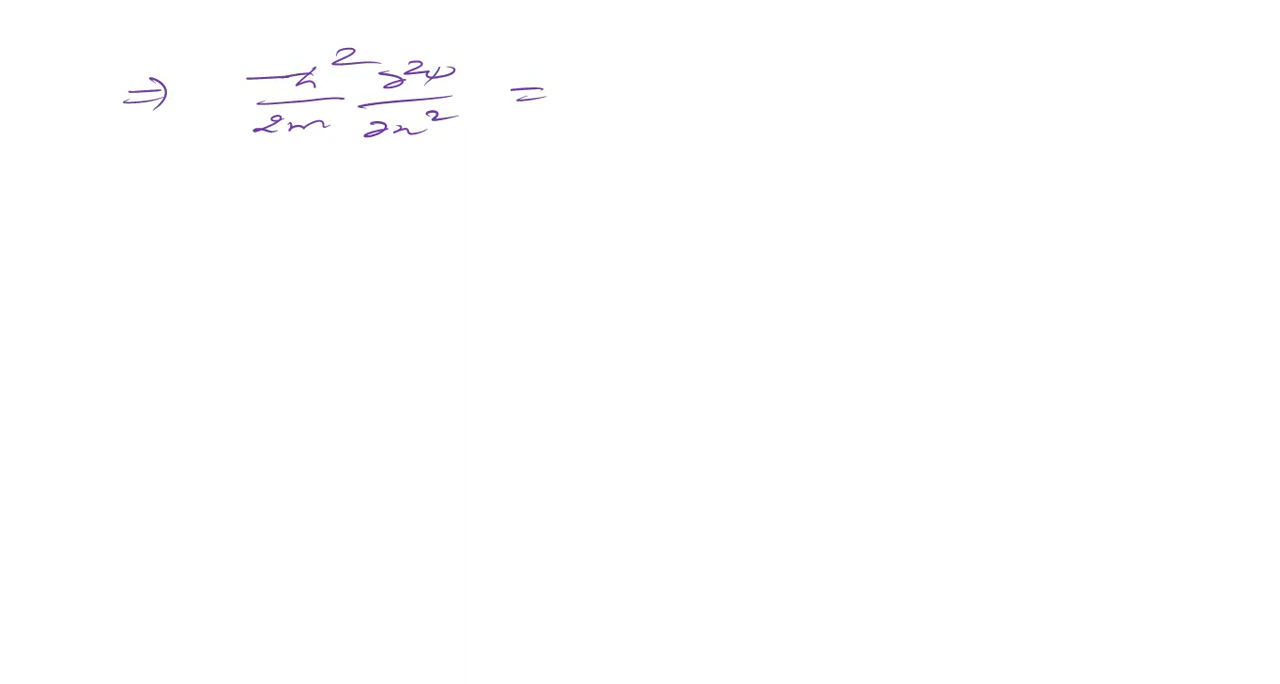 ⇒ -ħ²/2m ∂²ψ/∂x² =